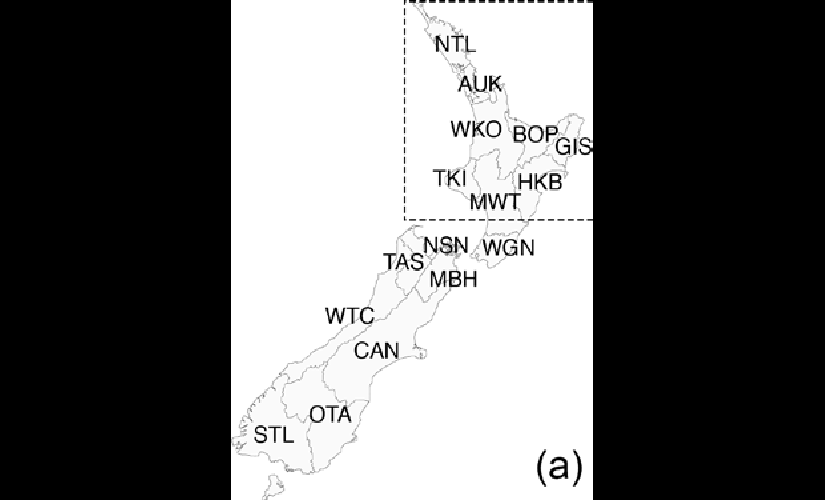 NTL
AUK
WKO
BOP
GIS
TKI
HKB
MWT
NSN
WGN
TAS
MBH
WTC
CAN
OTA
STL
(a)